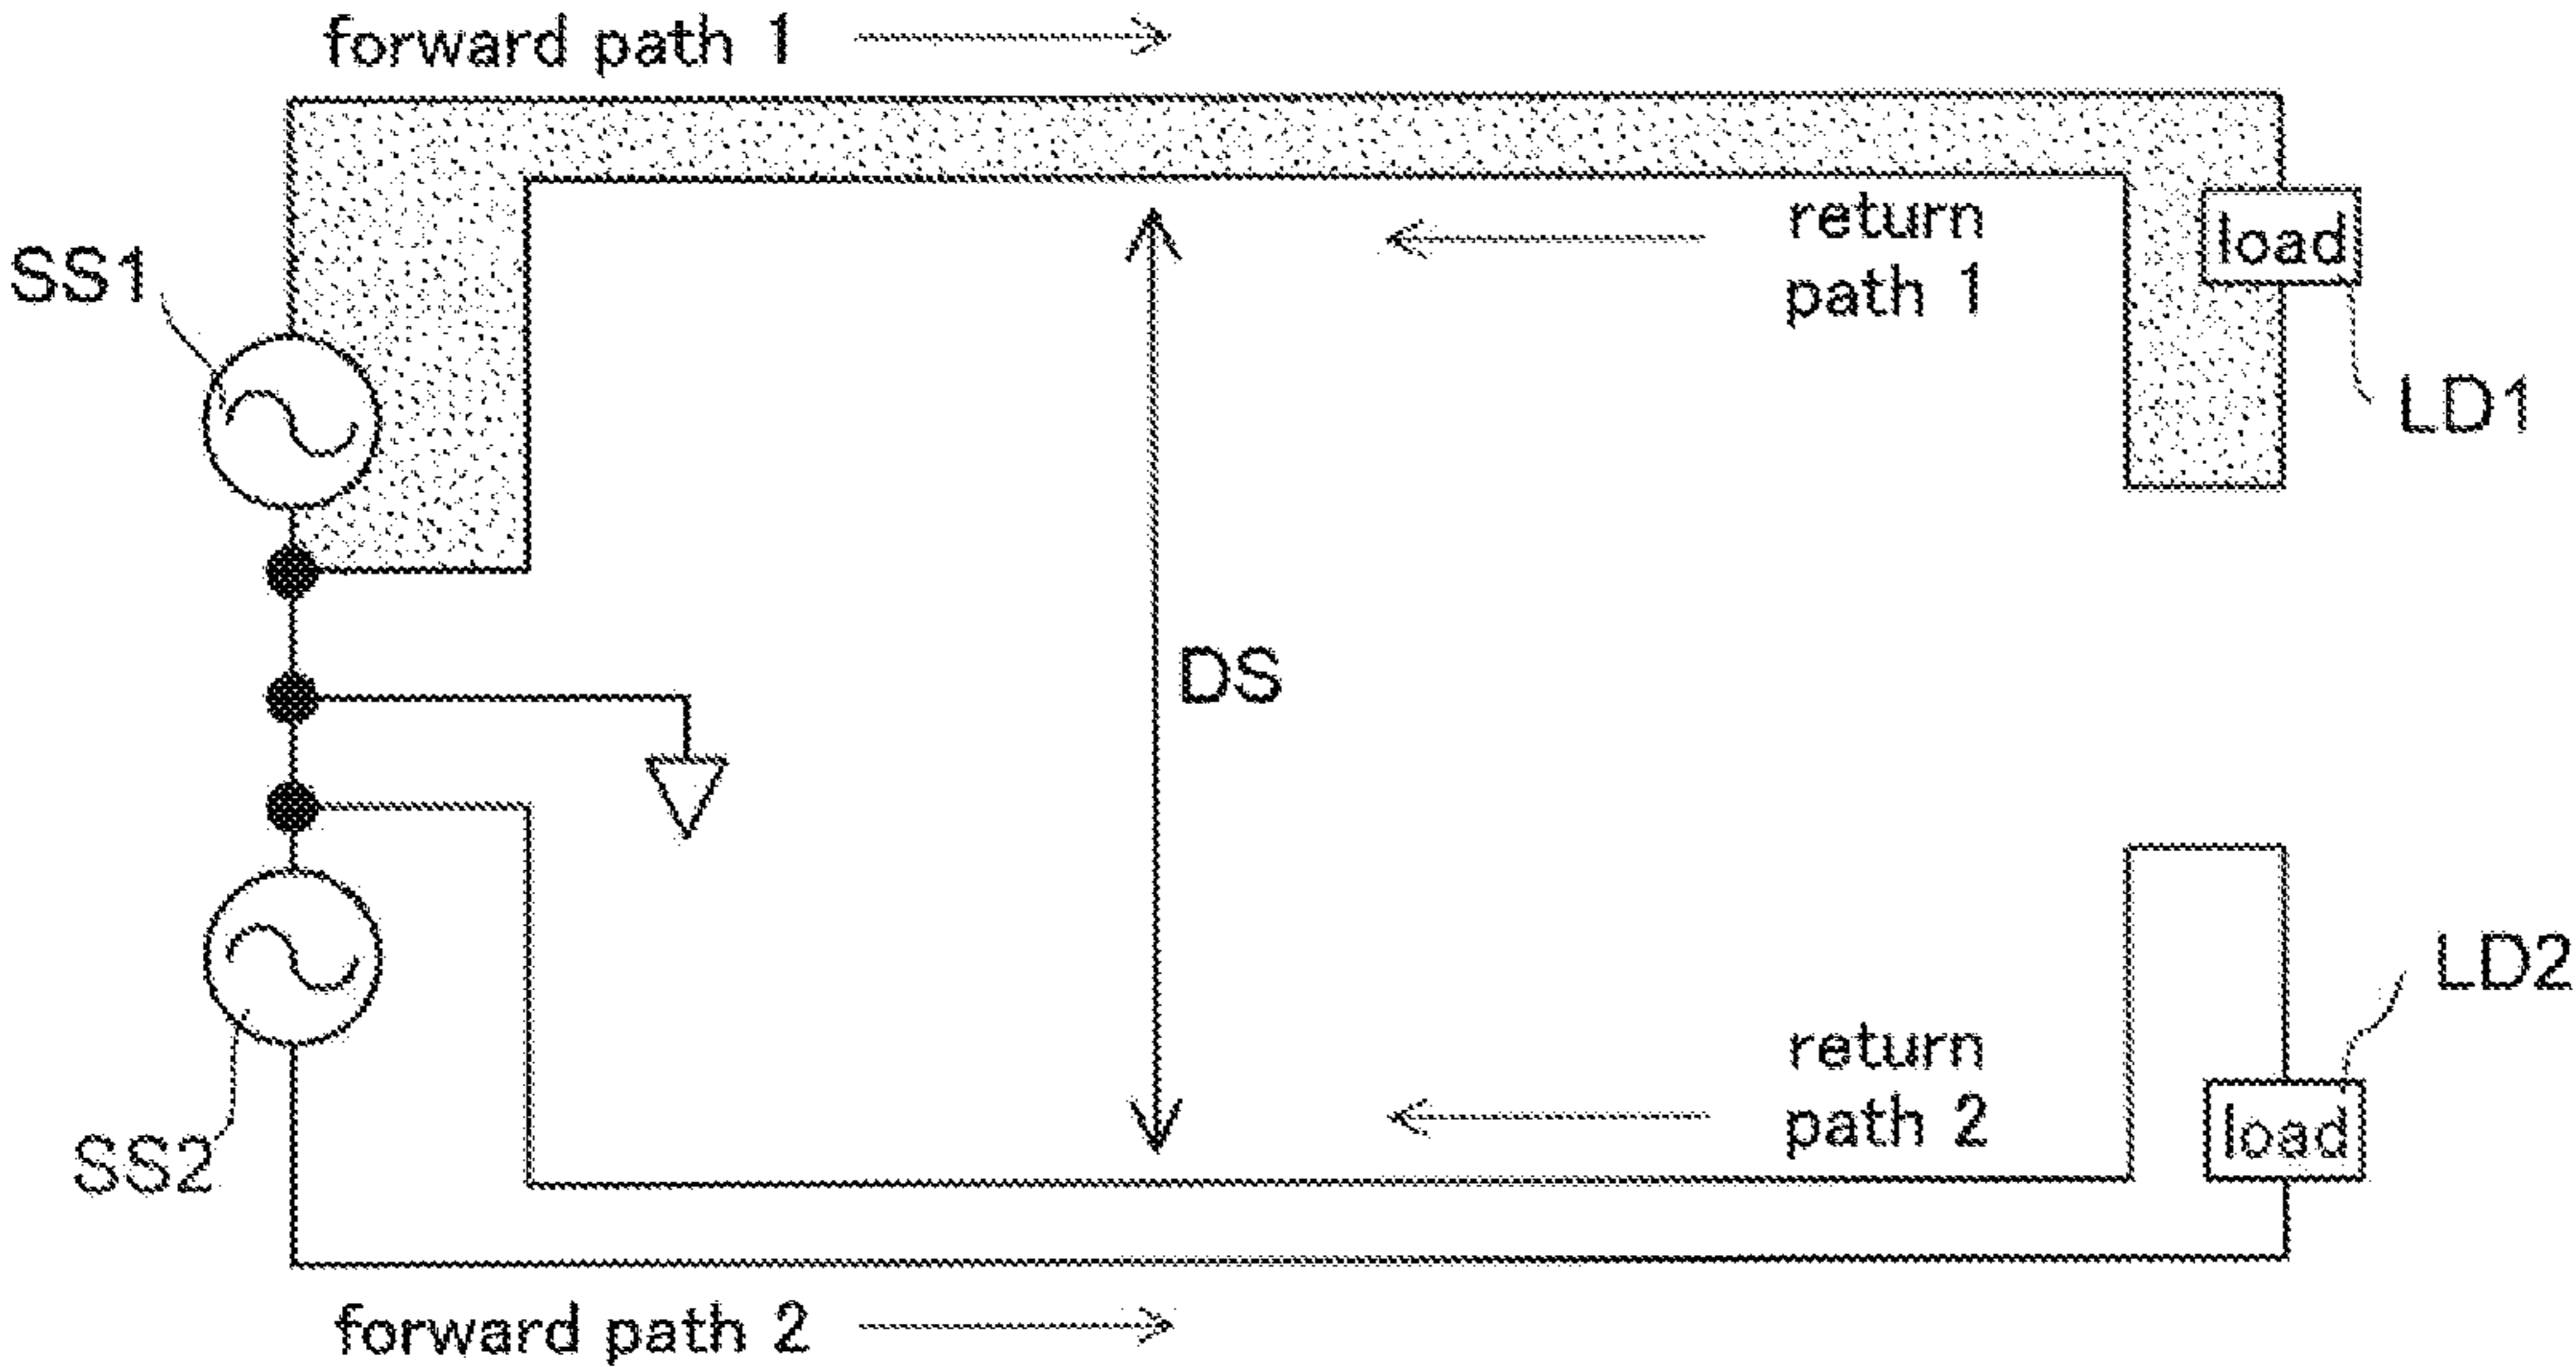 forward path 1
return
path 1
load
SS1
LD1
DS
LD2
return
path 2
load
SS2
forward path 2